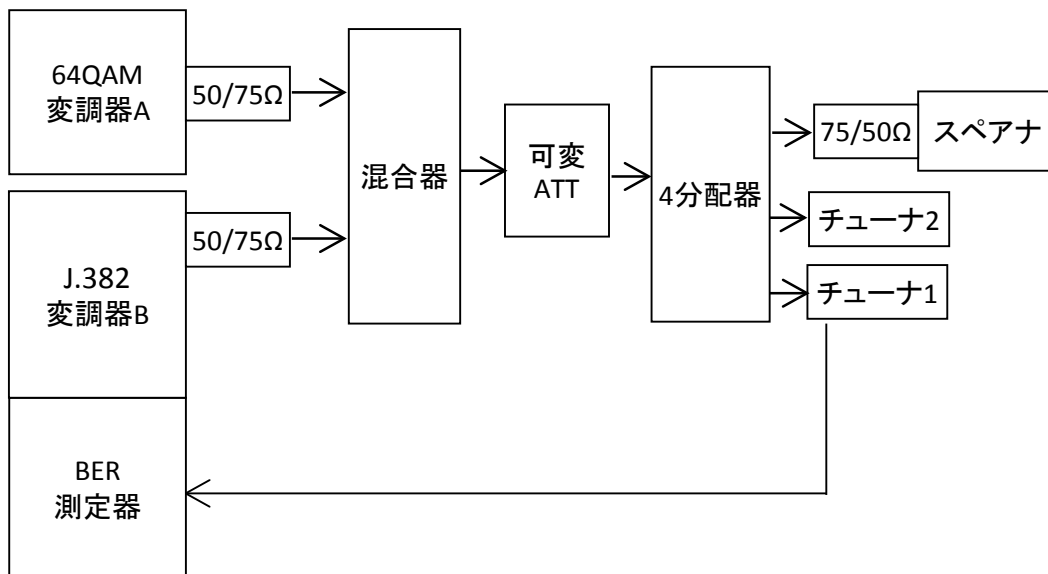 64QAM
変調器A
50/75Ω
混合器
可変
ATT
4分配器
75/50Ω
スペアナ
チューナ2
チューナ1
J.382
変調器B
50/75Ω
BER
測定器